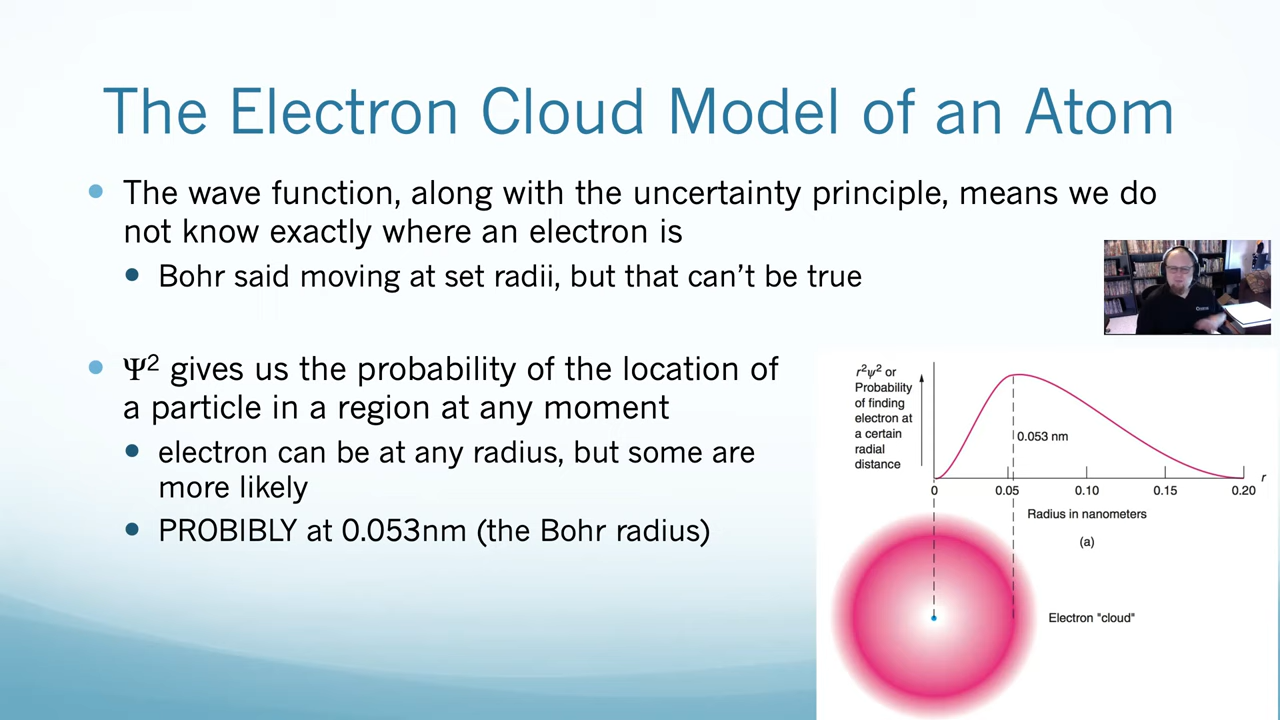 The Electron Cloud Model of an Atom
• The wave function, along with the uncertainty principle, means we do
not know exactly where an electron is
• Bohr said moving at set radii, but that can’t be true
• Ψ² gives us the probability of the location of
a particle in a region at any moment
• electron can be at any radius, but some are
more likely
• PROBIBLY at 0.053nm (the Bohr radius)
r²ψ² or
Probability
of finding
electron at
a certain
radial
distance
0.053 nm
r
0 0.05 0.10 0.15 0.20
Radius in nanometers
(a)
Electron "cloud"